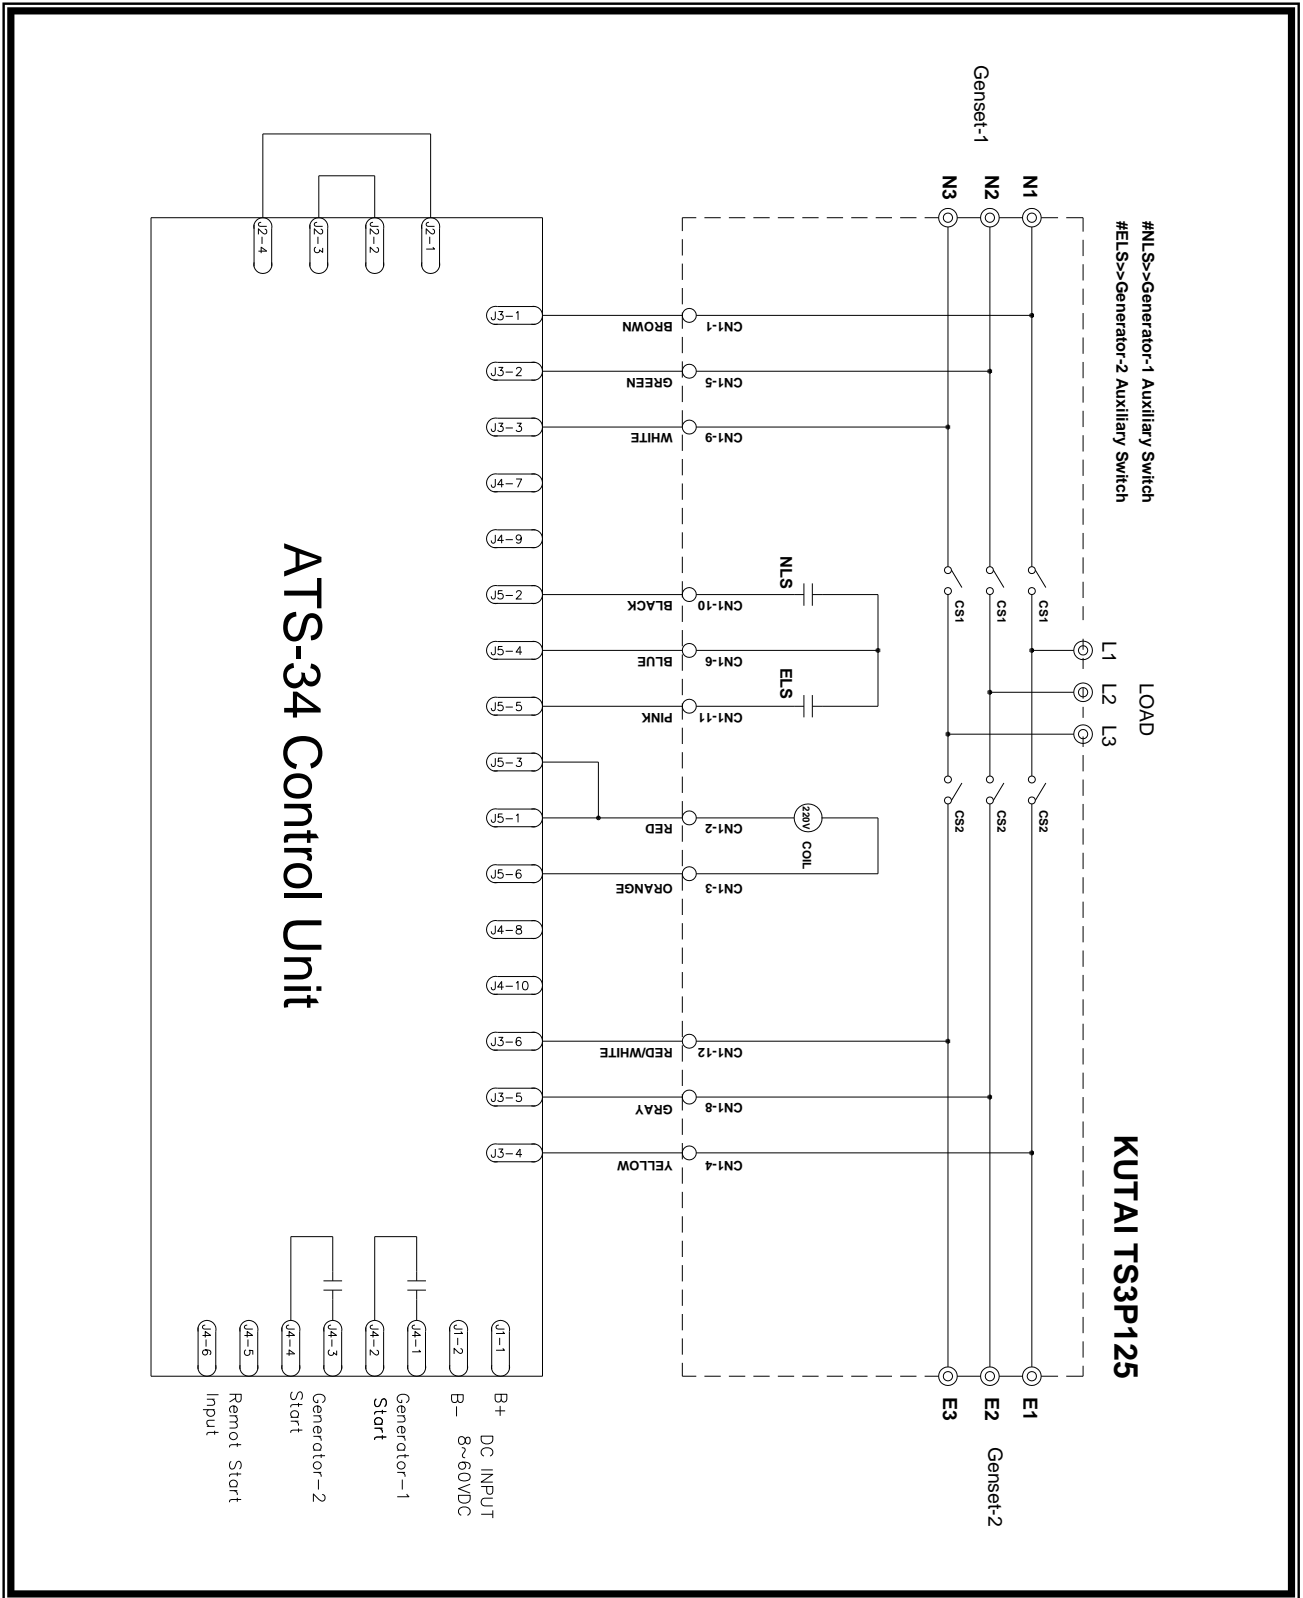 KUTAI TS3P125
#NLS>>Generator-1 Auxiliary Switch
#ELS>>Generator-2 Auxiliary Switch
LOAD
L1
L2
L3
Genset-1
N1
N2
N3
CS1
CS1
CS1
CS2
CS2
CS2
E1
E2
E3
Genset-2
NLS
ELS
220V
COIL
CN1-1
CN1-5
CN1-9
CN1-10
CN1-6
CN1-11
CN1-2
CN1-3
CN1-12
CN1-8
CN1-4
BROWN
GREEN
WHITE
BLACK
BLUE
PINK
RED
ORANGE
RED/WHITE
GRAY
YELLOW
J3-1
J3-2
J3-3
J4-7
J4-9
J5-2
J5-4
J5-5
J5-3
J5-1
J5-6
J4-8
J4-10
J3-6
J3-5
J3-4
J2-1
J2-2
J2-3
J2-4
ATS-34 Control Unit
J1-1
B+
DC INPUT
J1-2
B-
8~60VDC
J4-1
Generator-1
J4-2
Start
J4-3
Generator-2
J4-4
Start
J4-5
Remot Start
J4-6
Input